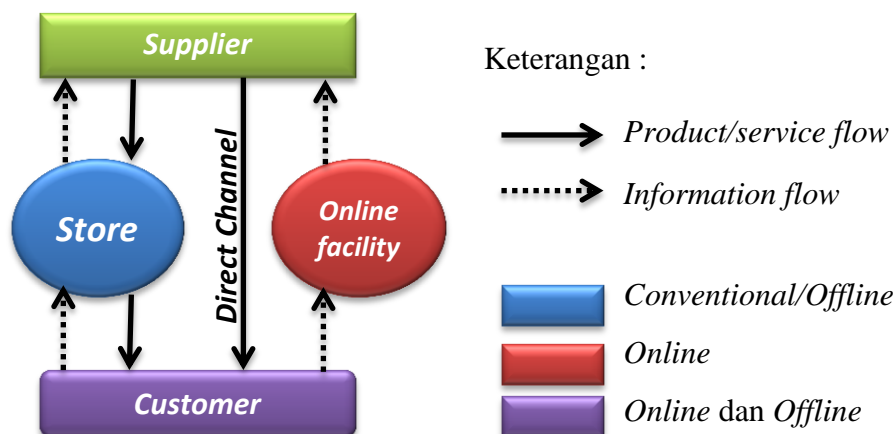 Supplier
Store
Direct Channel
Online
facility
Customer
Keterangan :
Product/service flow
Information flow
Conventional/Offline
Online
Online dan Offline